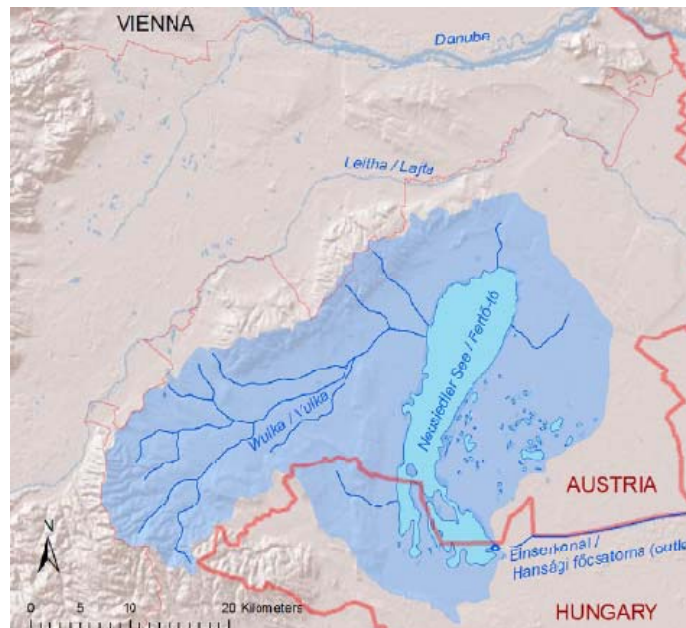 VIENNA
Danube
Leitha / Lajta
Neusiedler See / Fertő-tó
Wulka / Vulka
AUSTRIA
Einserkanal /
Hansági főcsatorna (outle
N
0 5 10 20 Kilometers
HUNGARY